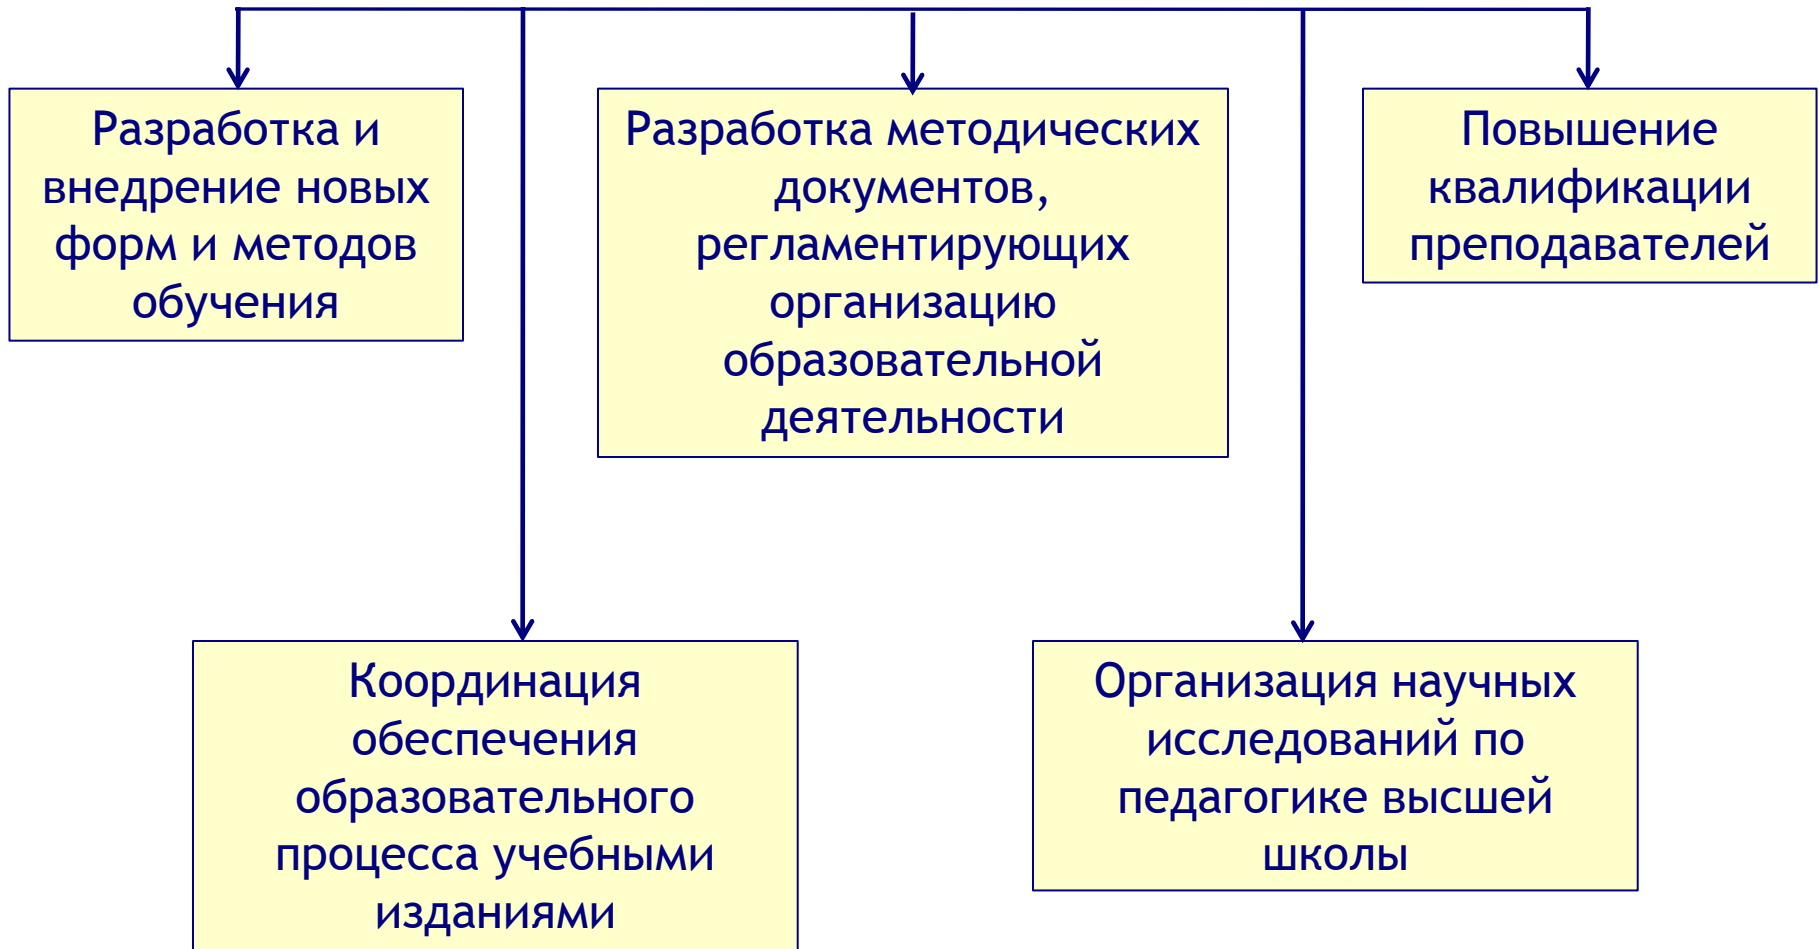 Разработка и
внедрение новых
форм и методов
обучения
Разработка методических
документов,
регламентирующих
организацию
образовательной
деятельности
Повышение
квалификации
преподавателей
Координация
обеспечения
образовательного
процесса учебными
изданиями
Организация научных
исследований по
педагогике высшей
школы